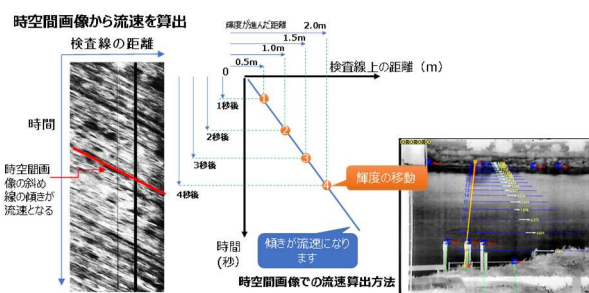 時空間画像から流速を算出
検査線の距離
時間
時空間画
像の斜め
線の傾きが
流速となる
輝度が進んだ距離
2.0m
1.5m
1.0m
0.5m
0
検査線上の距離(m)
1秒後
2秒後
3秒後
4秒後
1
2
3
4
輝度の移動
時間
(秒)
傾きが流速になり
ます
時空間画像での流速算出方法